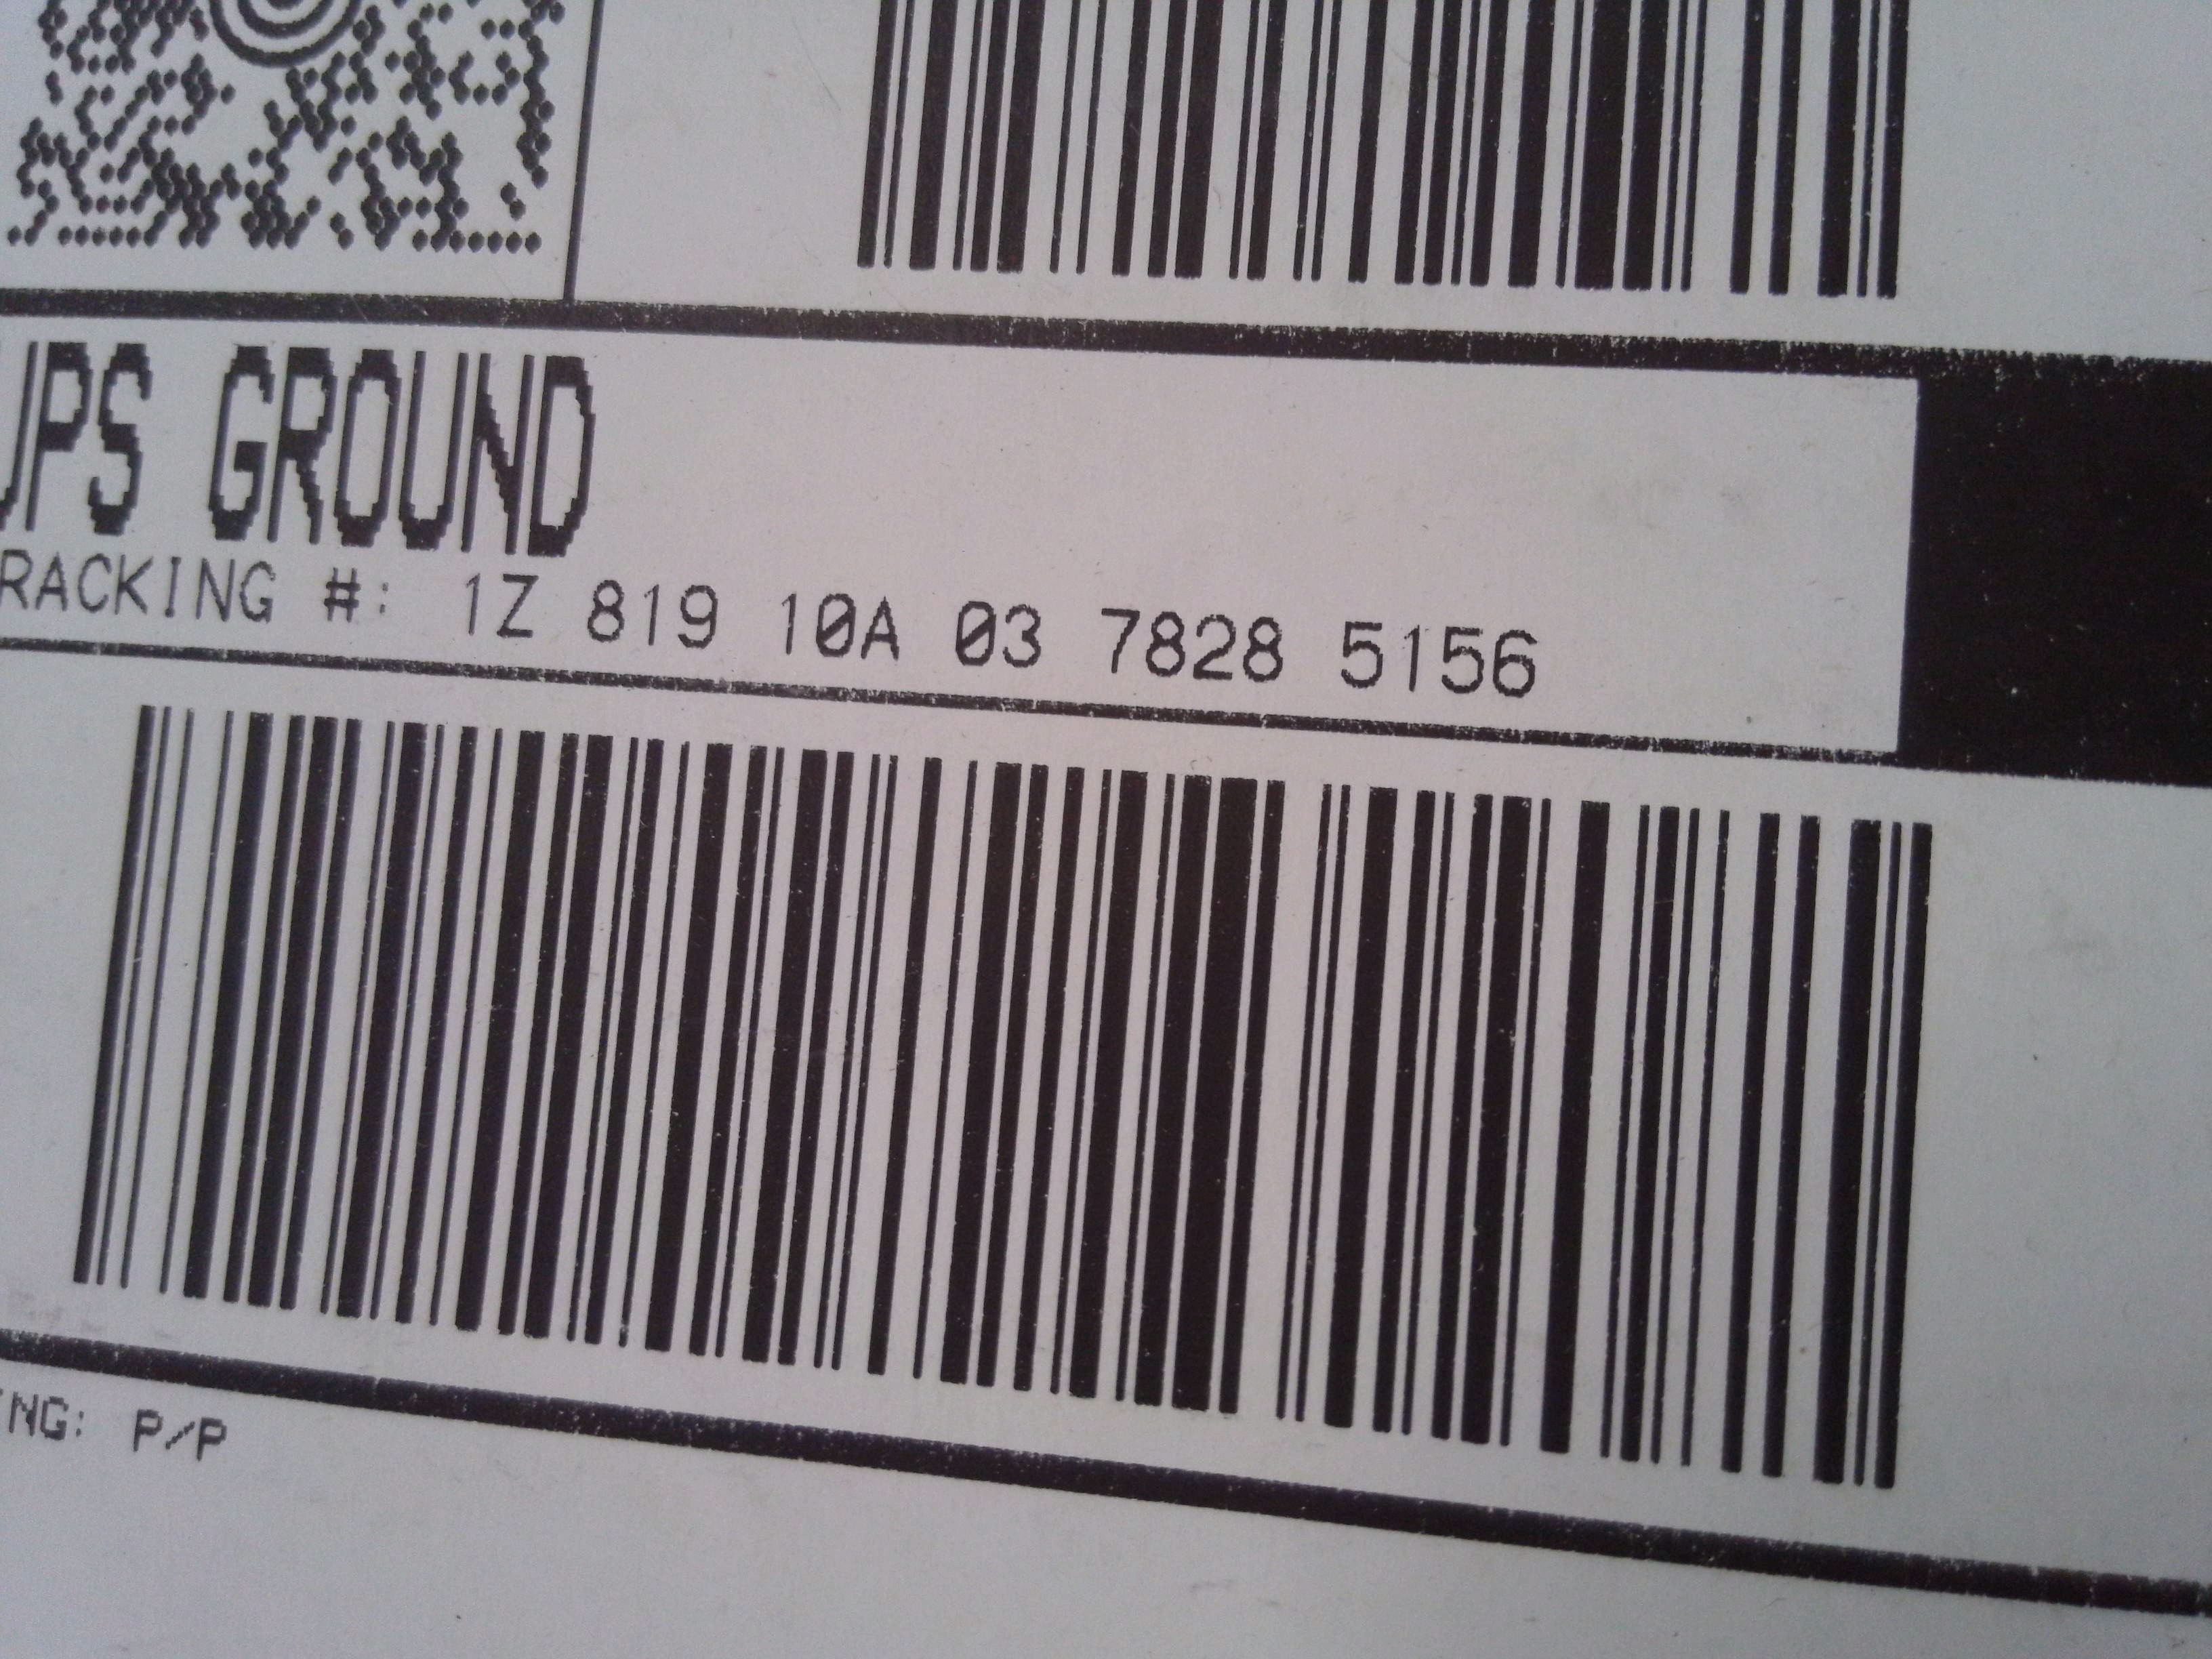 UPS GROUND
RACKING #: 1Z 819 10A 03 7828 5156
NG: P/P